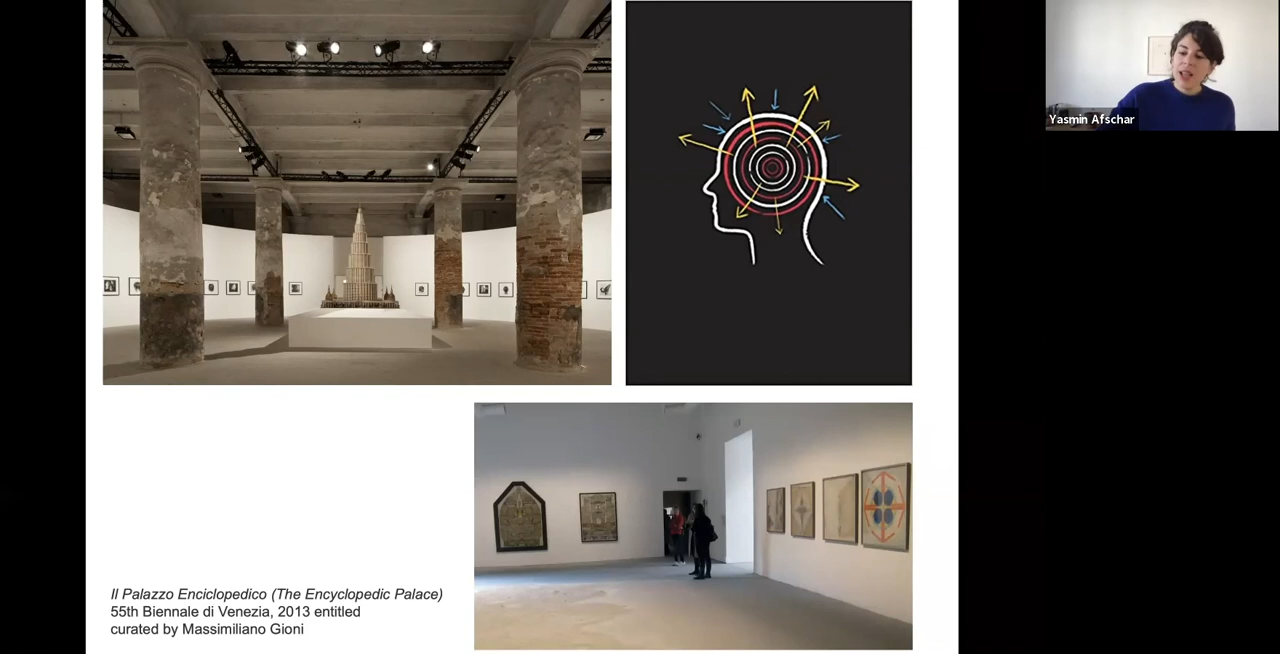 Yasmin Afschar
Il Palazzo Enciclopedico (The Encyclopedic Palace)
55th Biennale di Venezia, 2013 entitled
curated by Massimiliano Gioni